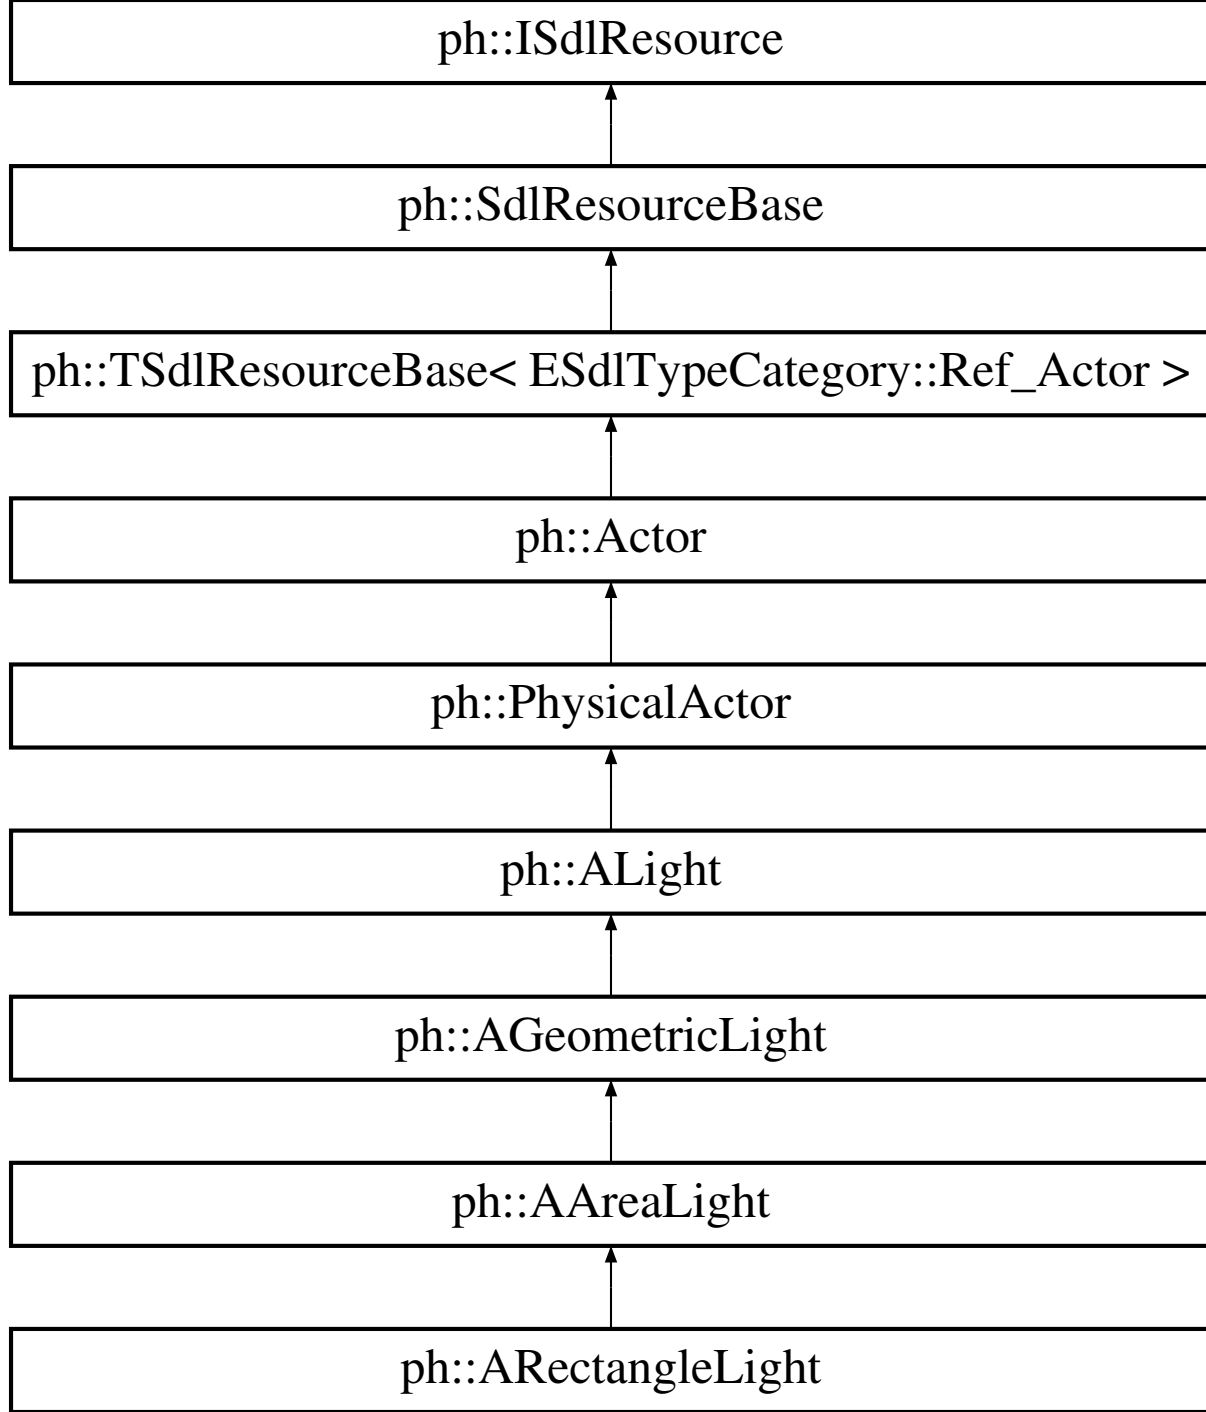 ph::ISdlResource
ph::SdlResourceBase
ph::TSdlResourceBase< ESdlTypeCategory::Ref_Actor >
ph::Actor
ph::PhysicalActor
ph::ALight
ph::AGeometricLight
ph::AAreaLight
ph::ARectangleLight